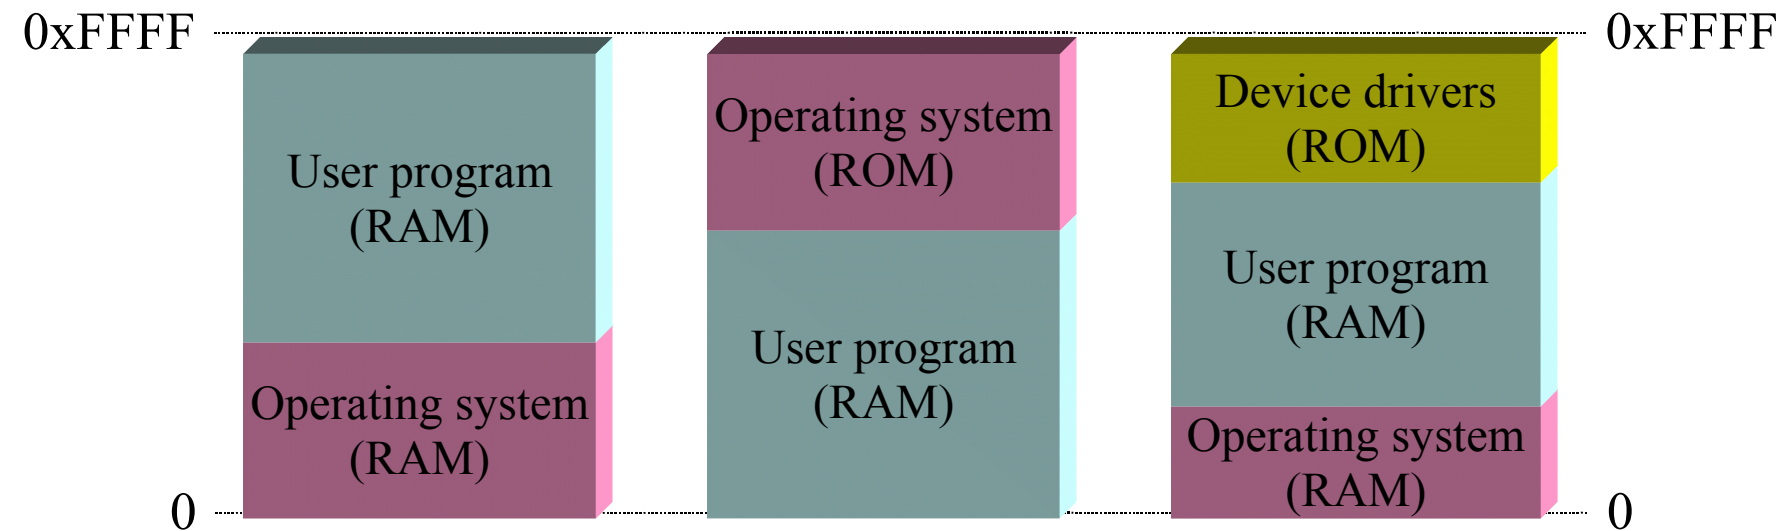 0xFFFF
User program
(RAM)
Operating system
(RAM)
0
Operating system
(ROM)
User program
(RAM)
Device drivers
(ROM)
User program
(RAM)
Operating system
(RAM)
0xFFFF
0